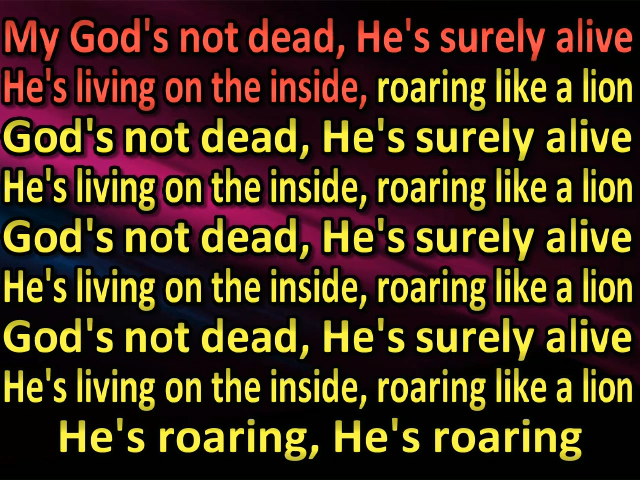 My God's not dead, He's surely alive
He's living on the inside, roaring like a lion
God's not dead, He's surely alive
He's living on the inside, roaring like a lion
God's not dead, He's surely alive
He's living on the inside, roaring like a lion
God's not dead, He's surely alive
He's living on the inside, roaring like a lion
He's roaring, He's roaring